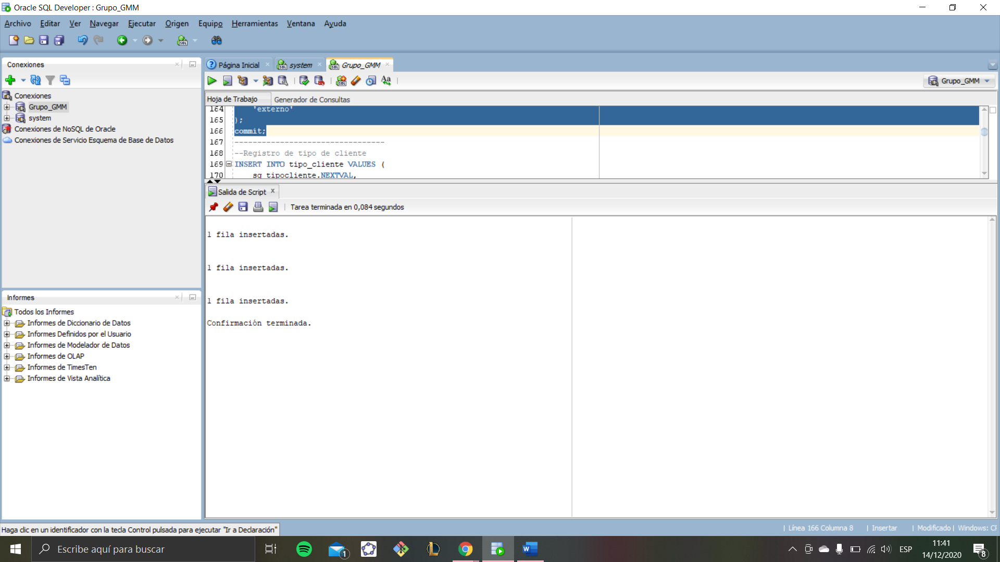 Oracle SQL Developer : Grupo_GMM
Archivo Editar Ver Navegar Ejecutar Origen Equipo Herramientas Ventana Ayuda
Conexiones
Conexiones
Grupo_GMM
system
Conexiones de NoSQL de Oracle
Conexiones de Servicio Esquema de Base de Datos
Informes
Todos los Informes
Informes de Diccionario de Datos
Informes Definidos por el Usuario
Informes de Modelador de Datos
Informes de OLAP
Informes de TimesTen
Informes de Vista Analítica
Página Inicial system Grupo_GMM
Grupo_GMM
Hoja de Trabajo Generador de Consultas
164 'externo'
165 );
166 commit;
167 ---------------------------------
168 --Registro de tipo de cliente
169 INSERT INTO tipo_cliente VALUES (
170 sq_tipocliente.NEXTVAL,
Salida de Script
Tarea terminada en 0,084 segundos
1 fila insertadas.
1 fila insertadas.
1 fila insertadas.
Confirmación terminada.
Haga clic en un identificador con la tecla Control pulsada para ejecutar "Ir a Declaración"
Línea 166 Columna 8 | Insertar | Modificado | Windows: CR
Escribe aquí para buscar
1
ESP
11:41
14/12/2020
8